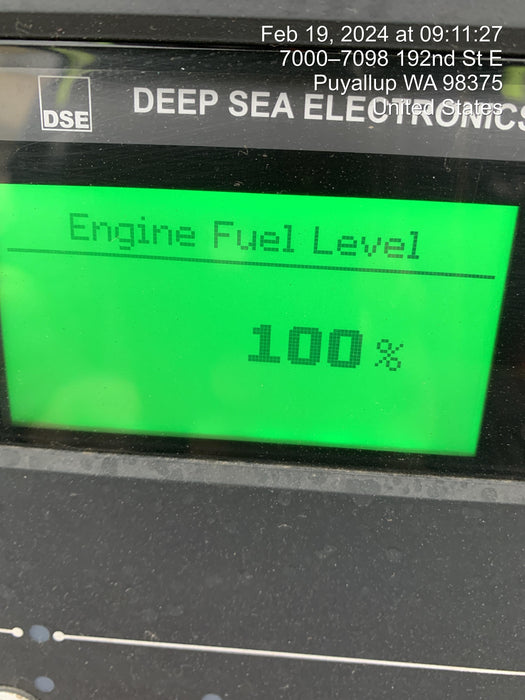 Feb 19, 2024 at 09:11:27
7000–7098 192nd St E
Puyallup WA 98375
United States
DSE
DEEP SEA ELECTRONICS
Engine Fuel Level
100%